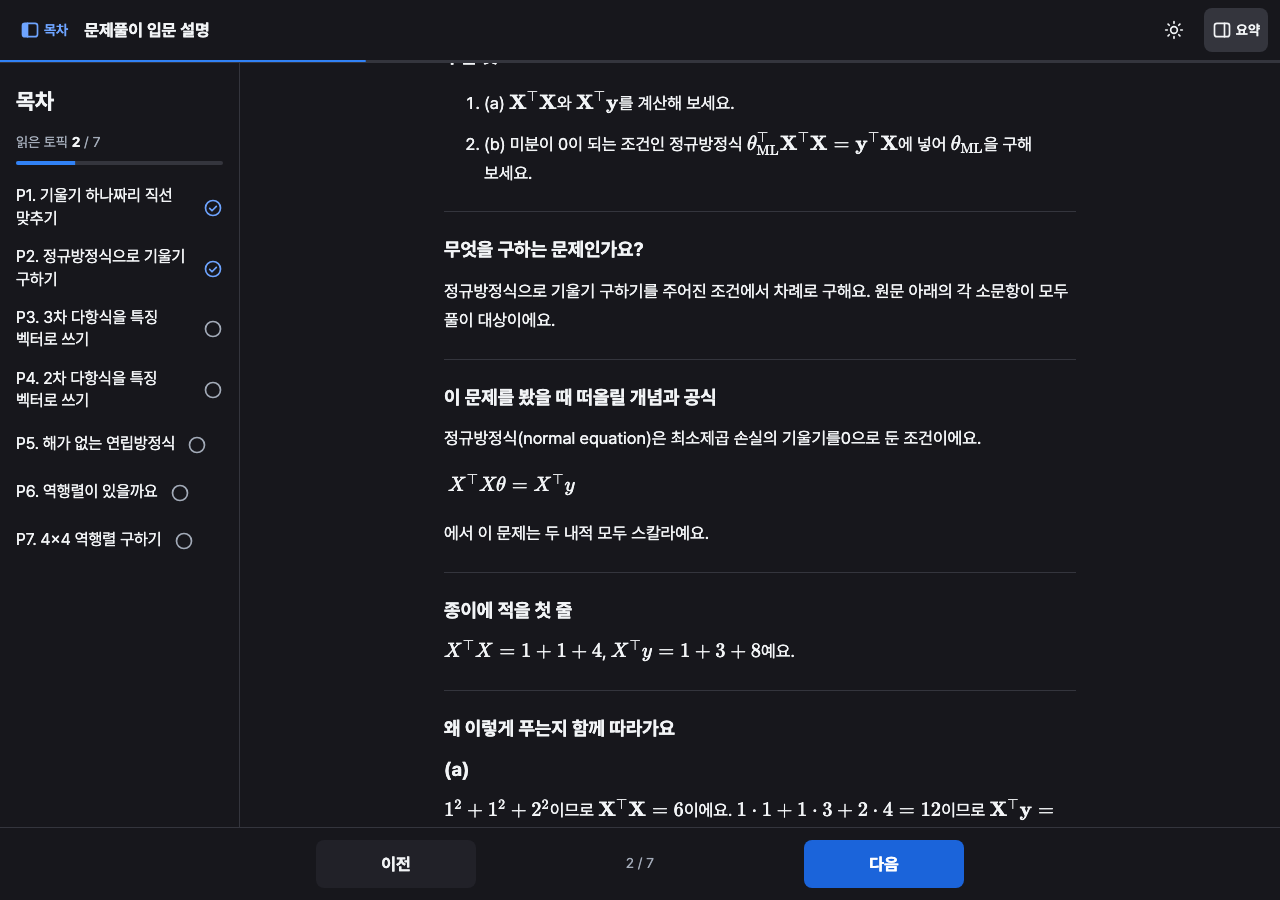 목차 문제풀이 입문 설명 요약
목차
읽은 토픽 2 / 7
P1. 기울기 하나짜리 직선
맞추기
P2. 정규방정식으로 기울기
구하기
P3. 3차 다항식을 특징
벡터로 쓰기
P4. 2차 다항식을 특징
벡터로 쓰기
P5. 해가 없는 연립방정식
P6. 역행렬이 있을까요
P7. 4×4 역행렬 구하기
1. (a) X⊤X와 X⊤y를 계산해 보세요.
2. (b) 미분이 0이 되는 조건인 정규방정식 θ⊤ML X⊤X = y⊤X에 넣어 θML을 구해
보세요.
무엇을 구하는 문제인가요?
정규방정식으로 기울기 구하기를 주어진 조건에서 차례로 구해요. 원문 아래의 각 소문항이 모두
풀이 대상이에요.
이 문제를 봤을 때 떠올릴 개념과 공식
정규방정식(normal equation)은 최소제곱 손실의 기울기를0으로 둔 조건이에요.
X⊤Xθ = X⊤y
에서 이 문제는 두 내적 모두 스칼라예요.
종이에 적을 첫 줄
X⊤X = 1 + 1 + 4, X⊤y = 1 + 3 + 8예요.
왜 이렇게 푸는지 함께 따라가요
(a)
1² + 1² + 2²이므로 X⊤X = 6이에요. 1 · 1 + 1 · 3 + 2 · 4 = 12이므로 X⊤y =
이전 2 / 7 다음